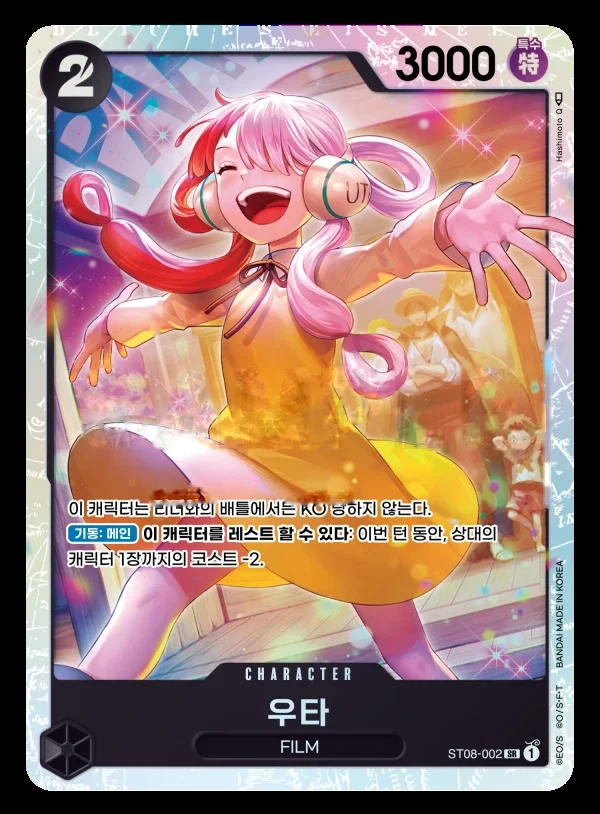 2
3000
특수
特
UT
이 캐릭터는 리더와의 배틀에서는 KO 당하지 않는다.
기동: 메인 이 캐릭터를 레스트 할 수 있다: 이번 턴 동안, 상대의
캐릭터 1장까지의 코스트 -2.
CHARACTER
우타
FILM
ST08-002 SR 1
Hashimoto Q
©E.O/S ©O/S·F·T BANDAI MADE IN KOREA